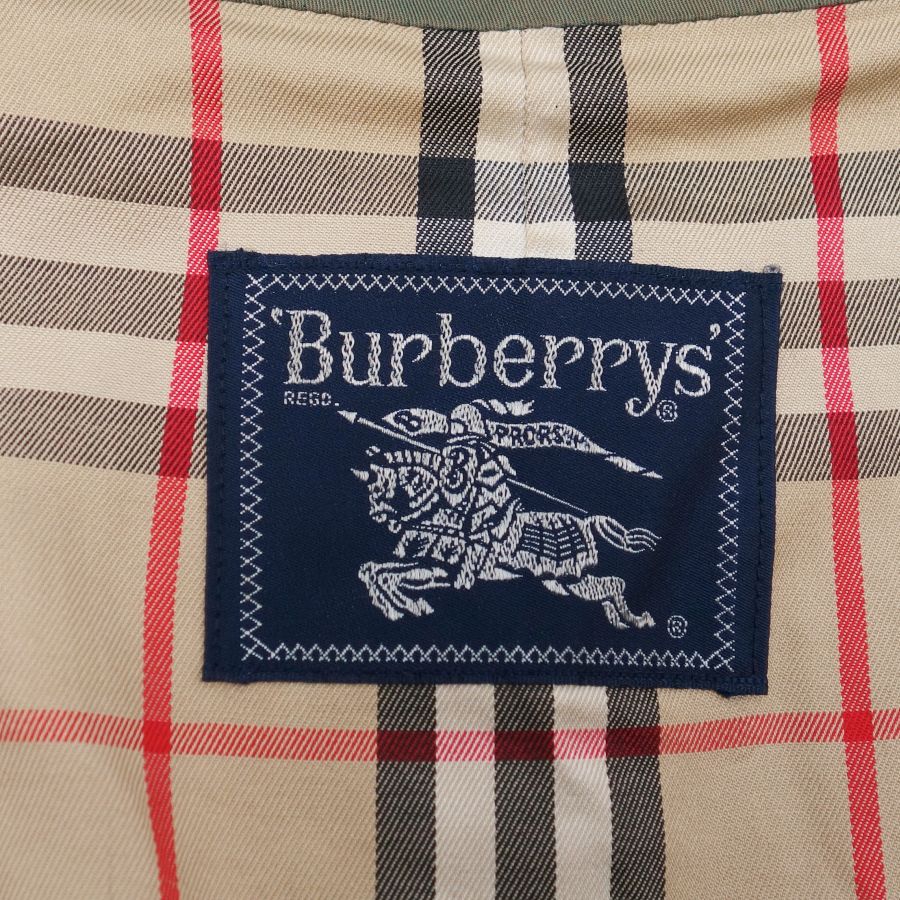 'Burberrys'
®
REGD.
B PRORSUM
®